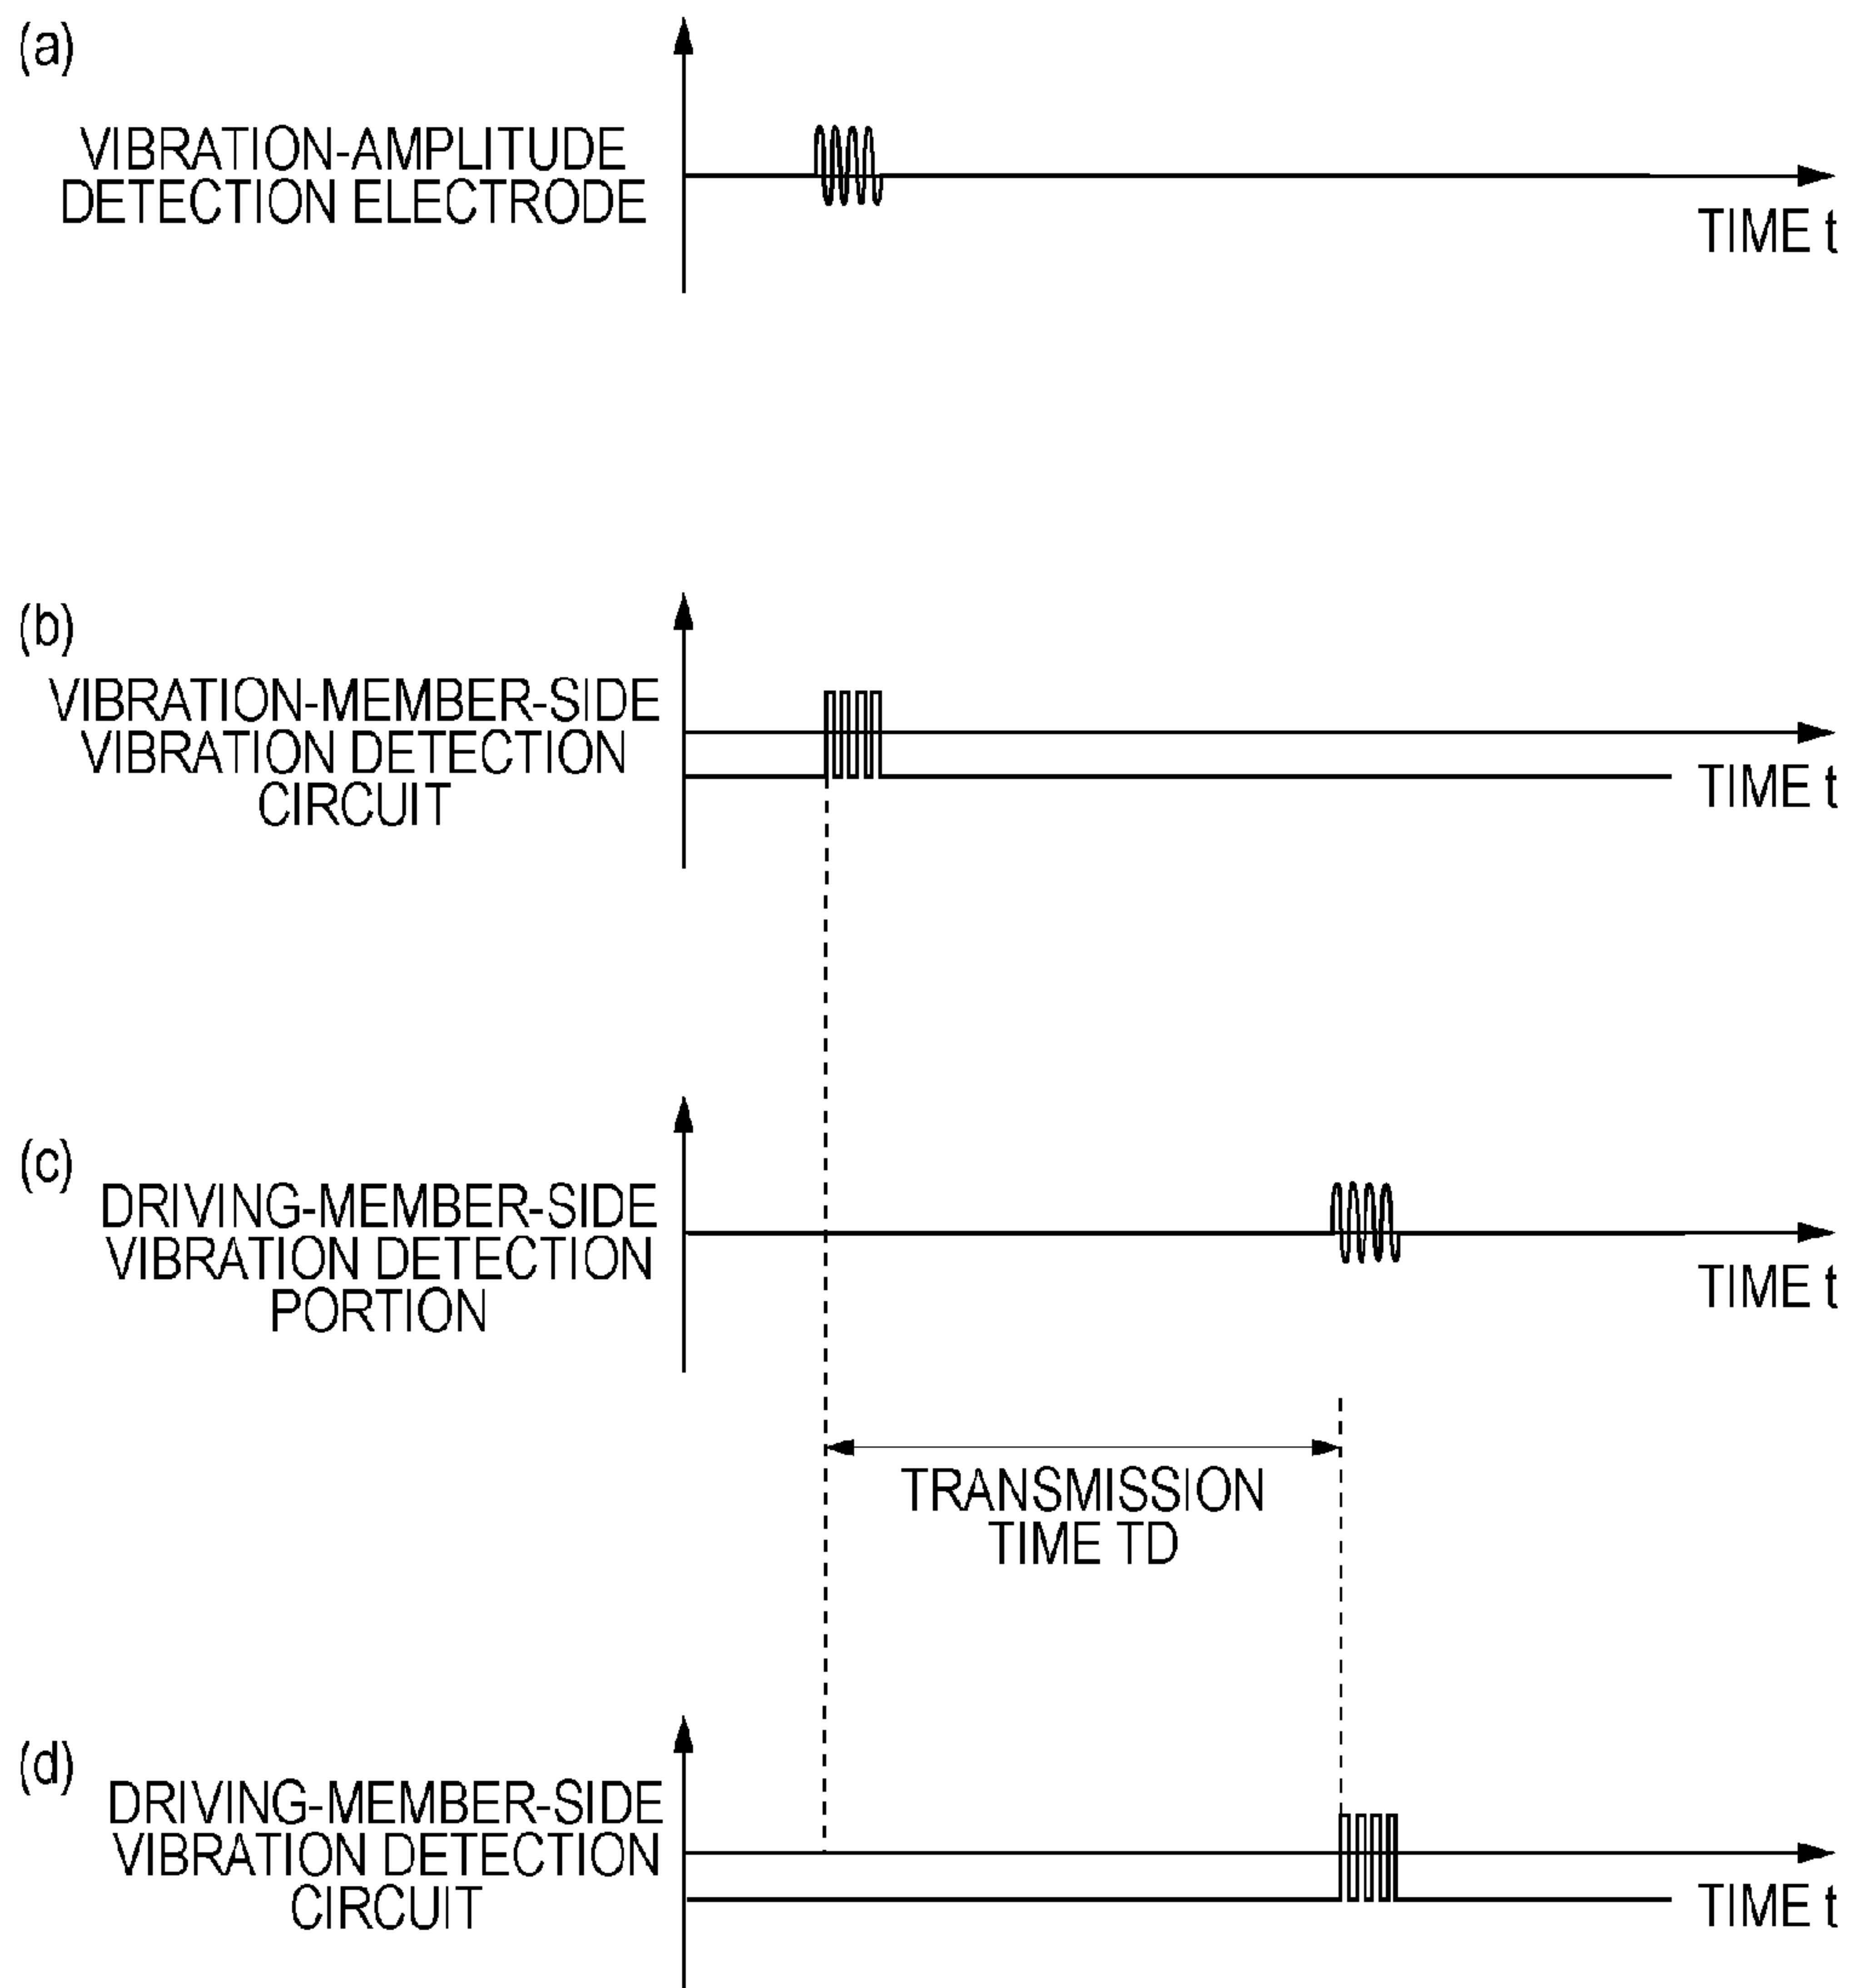 (a)
VIBRATION-AMPLITUDE
DETECTION ELECTRODE
TIME t
(b)
VIBRATION-MEMBER-SIDE
VIBRATION DETECTION
CIRCUIT
TIME t
(c)
DRIVING-MEMBER-SIDE
VIBRATION DETECTION
PORTION
TIME t
TRANSMISSION
TIME TD
(d)
DRIVING-MEMBER-SIDE
VIBRATION DETECTION
CIRCUIT
TIME t